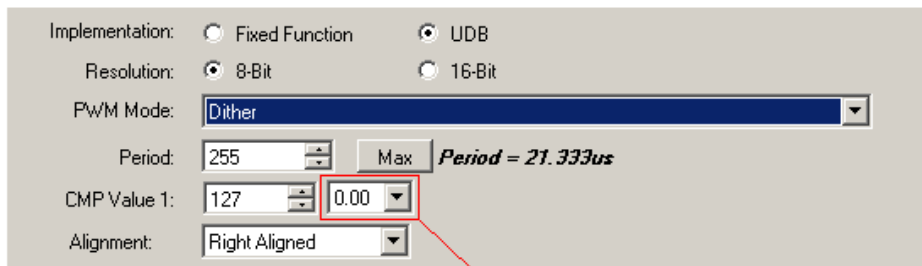 Implementation: Fixed Function UDB
Resolution: 8-Bit 16-Bit
PWM Mode: Dither
Period: 255 Max Period = 21.333us
CMP Value 1: 127 0.00
Alignment: Right Aligned